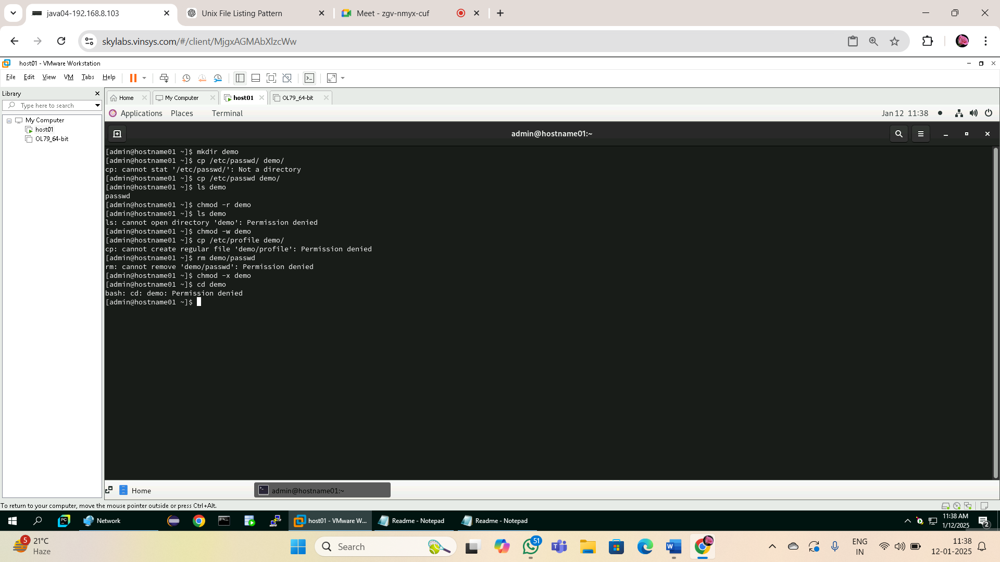 java04-192.168.8.103
Unix File Listing Pattern
Meet - zgv-nmyx-cuf
skylabs.vinsys.com/#/client/MjgxAGMAbXlzcWw
host01 - VMware Workstation
File Edit View VM Tabs Help
Library
Home
My Computer
host01
OL79_64-bit
Type here to search
Applications Places Terminal
Jan 12 11:38
My Computer
host01
OL79_64-bit
admin@hostname01:~
[admin@hostname01 ~]$ mkdir demo
[admin@hostname01 ~]$ cp /etc/passwd/ demo/
cp: cannot stat '/etc/passwd/': Not a directory
[admin@hostname01 ~]$ cp /etc/passwd demo/
[admin@hostname01 ~]$ ls demo
passwd
[admin@hostname01 ~]$ chmod -r demo
[admin@hostname01 ~]$ ls demo
ls: cannot open directory 'demo': Permission denied
[admin@hostname01 ~]$ chmod -w demo
[admin@hostname01 ~]$ cp /etc/profile demo/
cp: cannot create regular file 'demo/profile': Permission denied
[admin@hostname01 ~]$ rm demo/passwd
rm: cannot remove 'demo/passwd': Permission denied
[admin@hostname01 ~]$ chmod -x demo
[admin@hostname01 ~]$ cd demo
bash: cd: demo: Permission denied
[admin@hostname01 ~]$
Home
admin@hostname01:~
To return to your computer, move the mouse pointer outside or press Ctrl+Alt.
PC
Network
host01 - VMware W...
Readme - Notepad
Readme - Notepad
11:38 AM
1/12/2025
2
5
21°C
Haze
Search
51
ENG
IN
11:38
12-01-2025